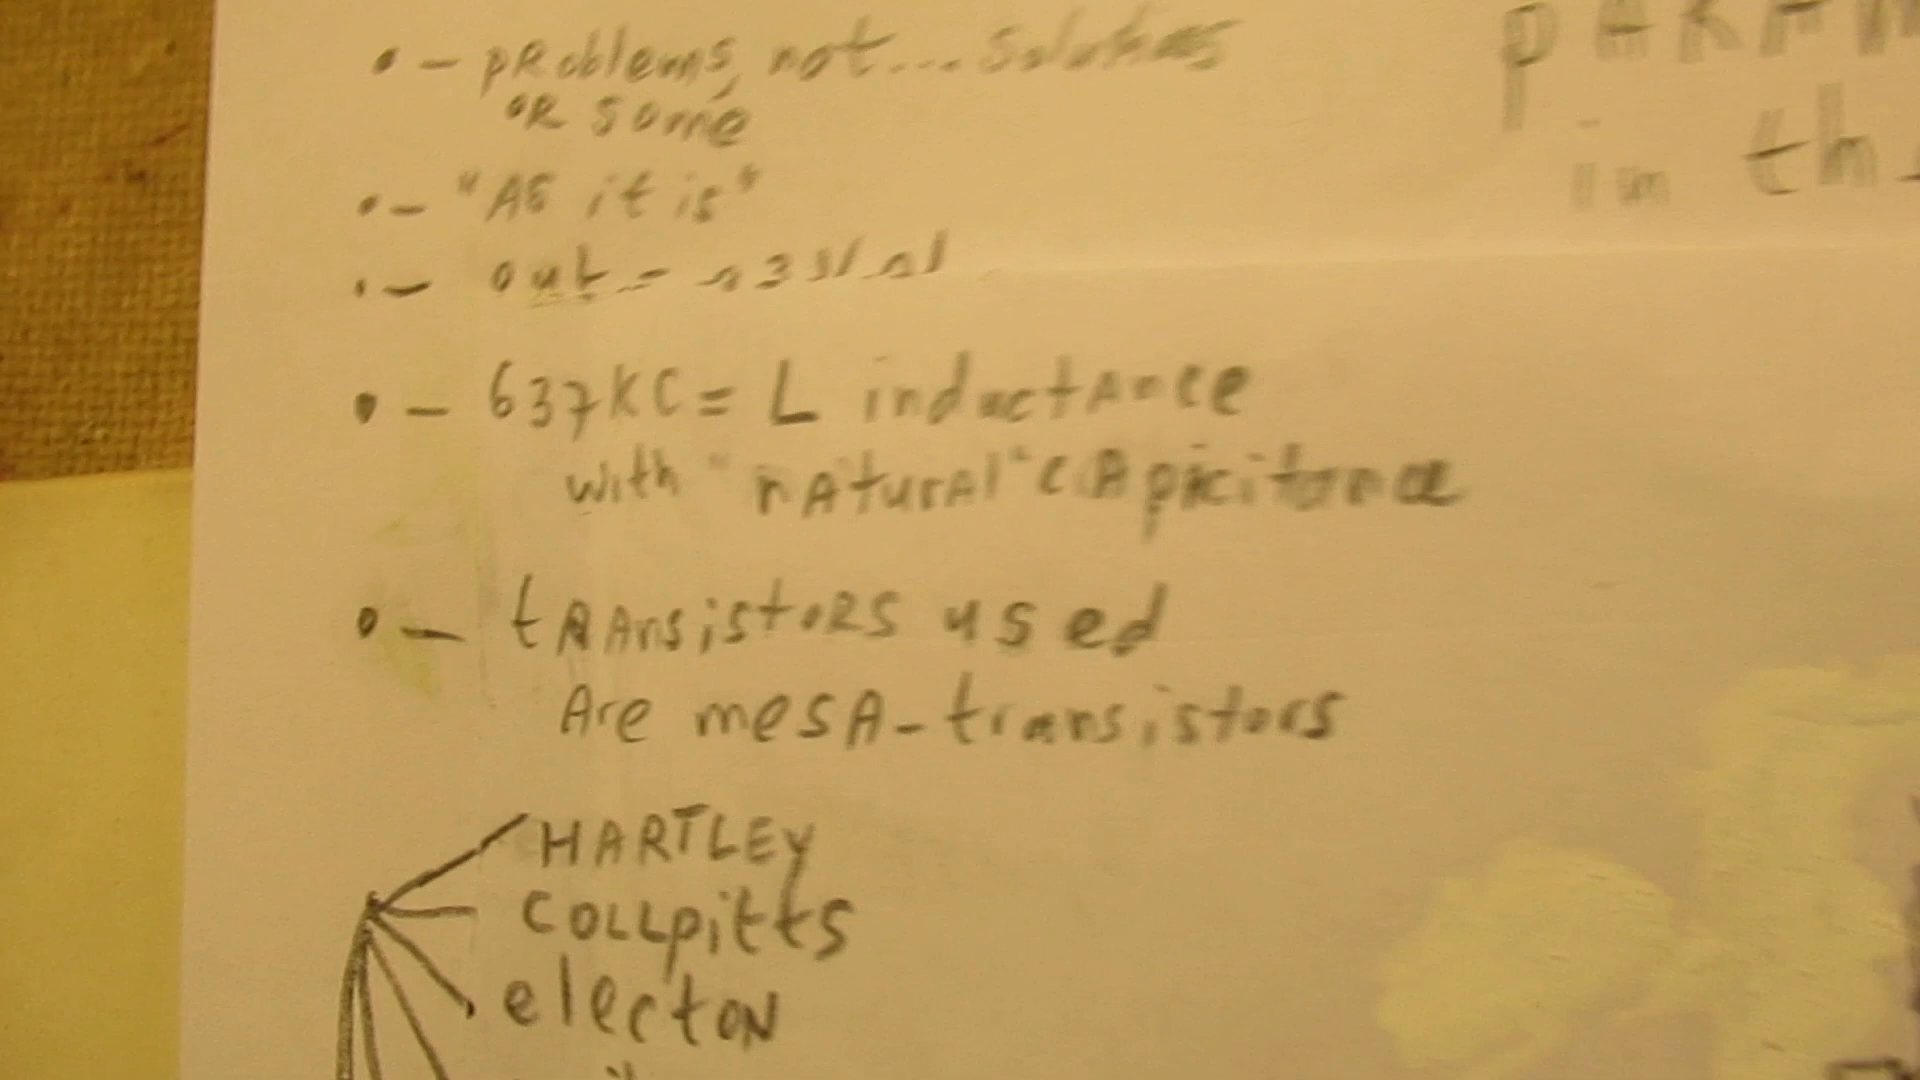 • – pRoblems, not... Solutions
OR some
• – "AS it is"
• – out –
• – 637KC = L inductAnce
with "nAturAl" CApicitance
• – tRAnsistoRS used
Are mesA-transistors
HARTLEY
COLLpitts
electON
in